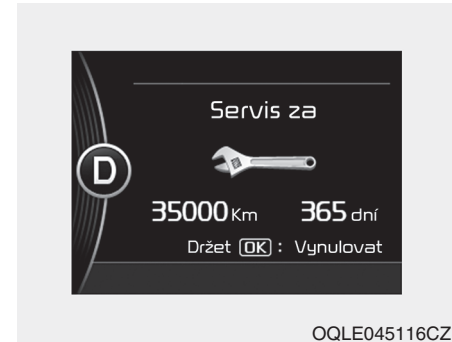 Servis za
D
35000 Km 365 dní
Držet OK : Vynulovat
OQLE045116CZ